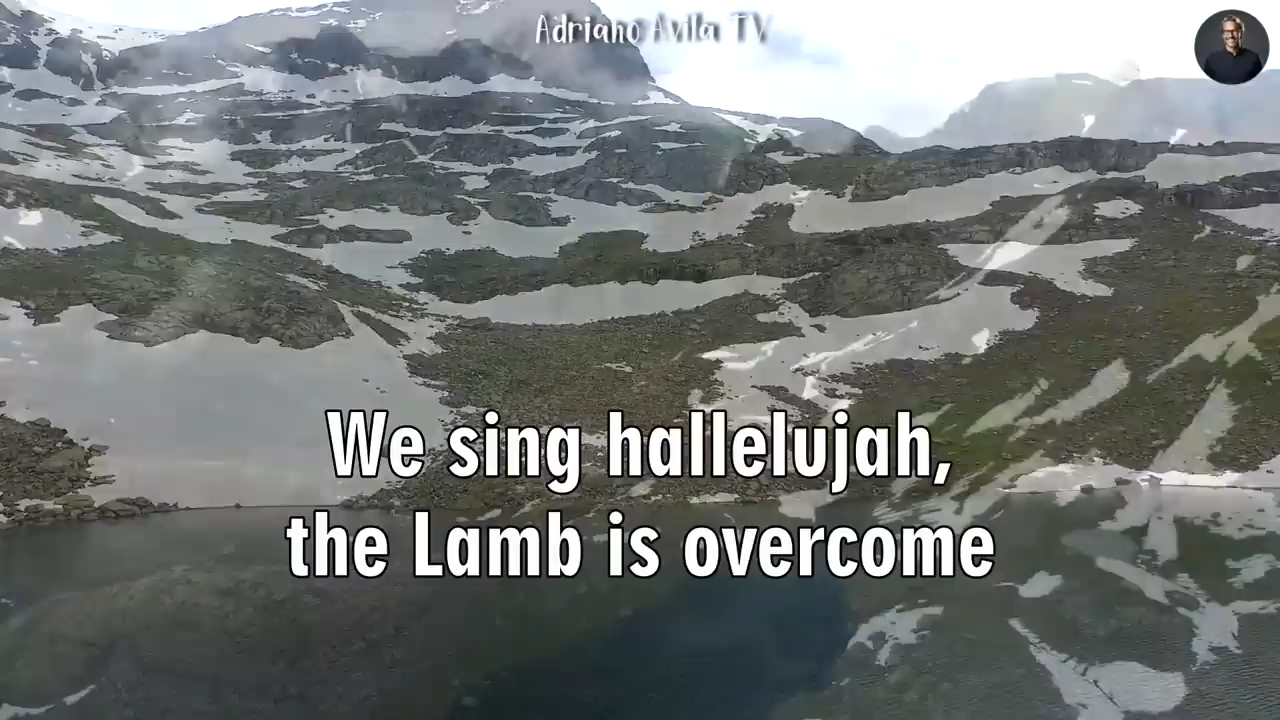 Adriano Avila TV
We sing hallelujah,
the Lamb is overcome